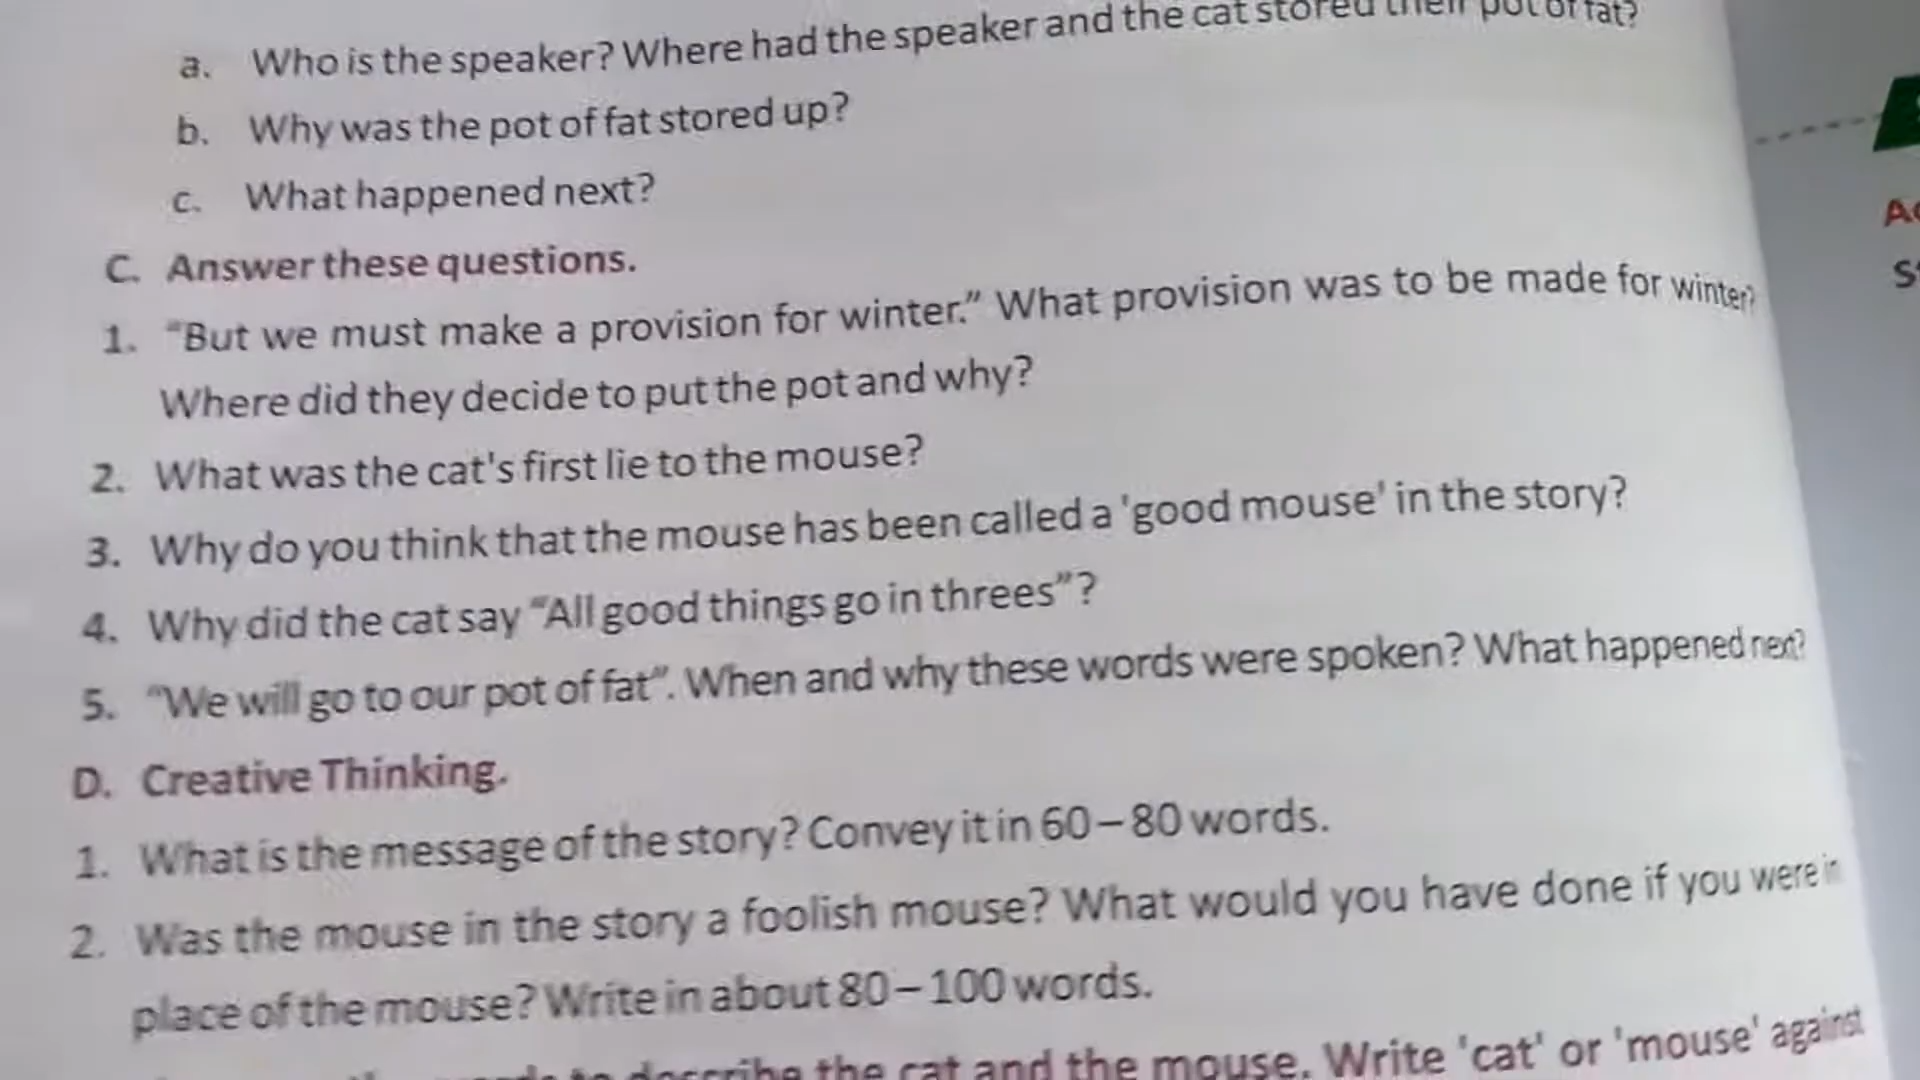 a. Who is the speaker? Where had the speaker and the cat stored their pot of fat?
b. Why was the pot of fat stored up?
c. What happened next?
C. Answer these questions.
1. "But we must make a provision for winter." What provision was to be made for winter?
Where did they decide to put the pot and why?
2. What was the cat's first lie to the mouse?
3. Why do you think that the mouse has been called a 'good mouse' in the story?
4. Why did the cat say "All good things go in threes"?
5. "We will go to our pot of fat". When and why these words were spoken? What happened next?
D. Creative Thinking.
1. What is the message of the story? Convey it in 60–80 words.
2. Was the mouse in the story a foolish mouse? What would you have done if you were in
place of the mouse? Write in about 80–100 words.
to describe the cat and the mouse. Write 'cat' or 'mouse' against